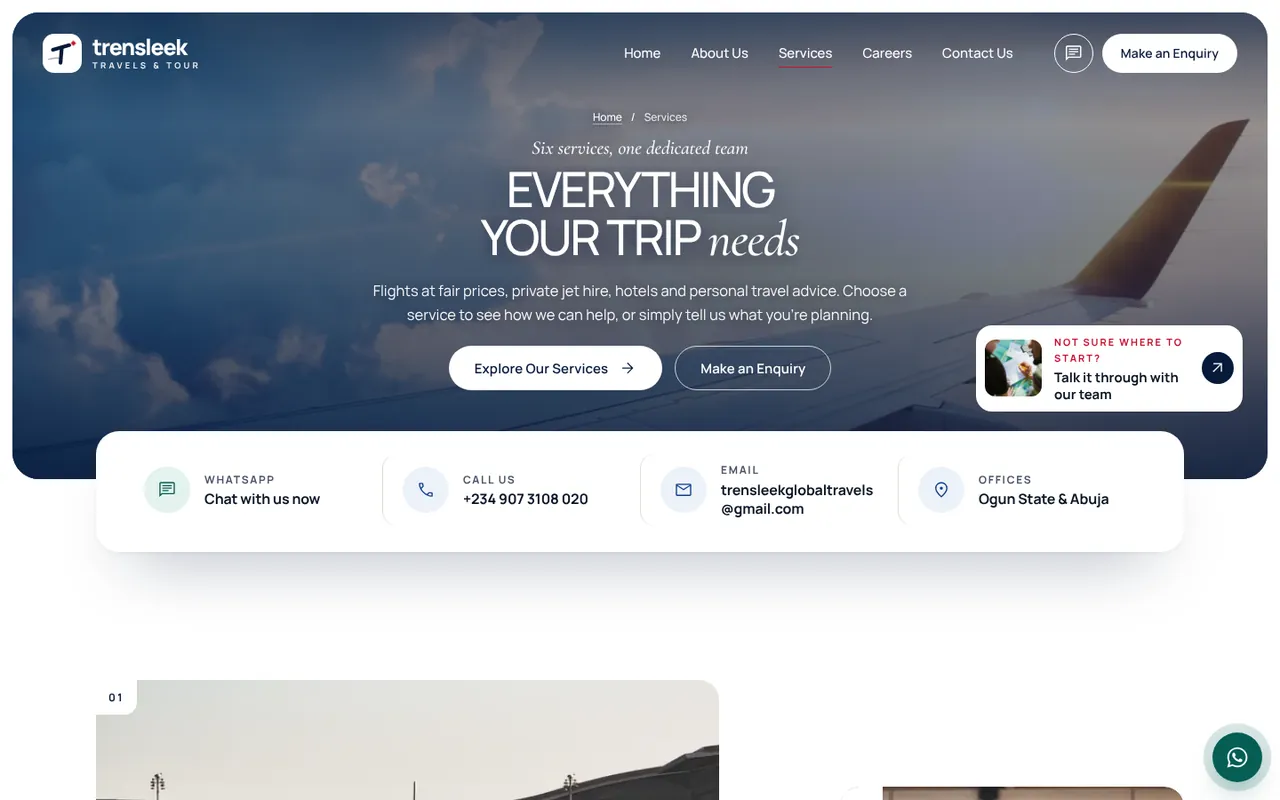 trensleek
TRAVELS & TOUR
Home
About Us
Services
Careers
Contact Us
Make an Enquiry
Home / Services
Six services, one dedicated team
EVERYTHING
YOUR TRIP needs
Flights at fair prices, private jet hire, hotels and personal travel advice. Choose a
service to see how we can help, or simply tell us what you're planning.
Explore Our Services
Make an Enquiry
NOT SURE WHERE TO
START?
Talk it through with
our team
WHATSAPP
Chat with us now
CALL US
+234 907 3108 020
EMAIL
trensleekglobaltravels
@gmail.com
OFFICES
Ogun State & Abuja
01